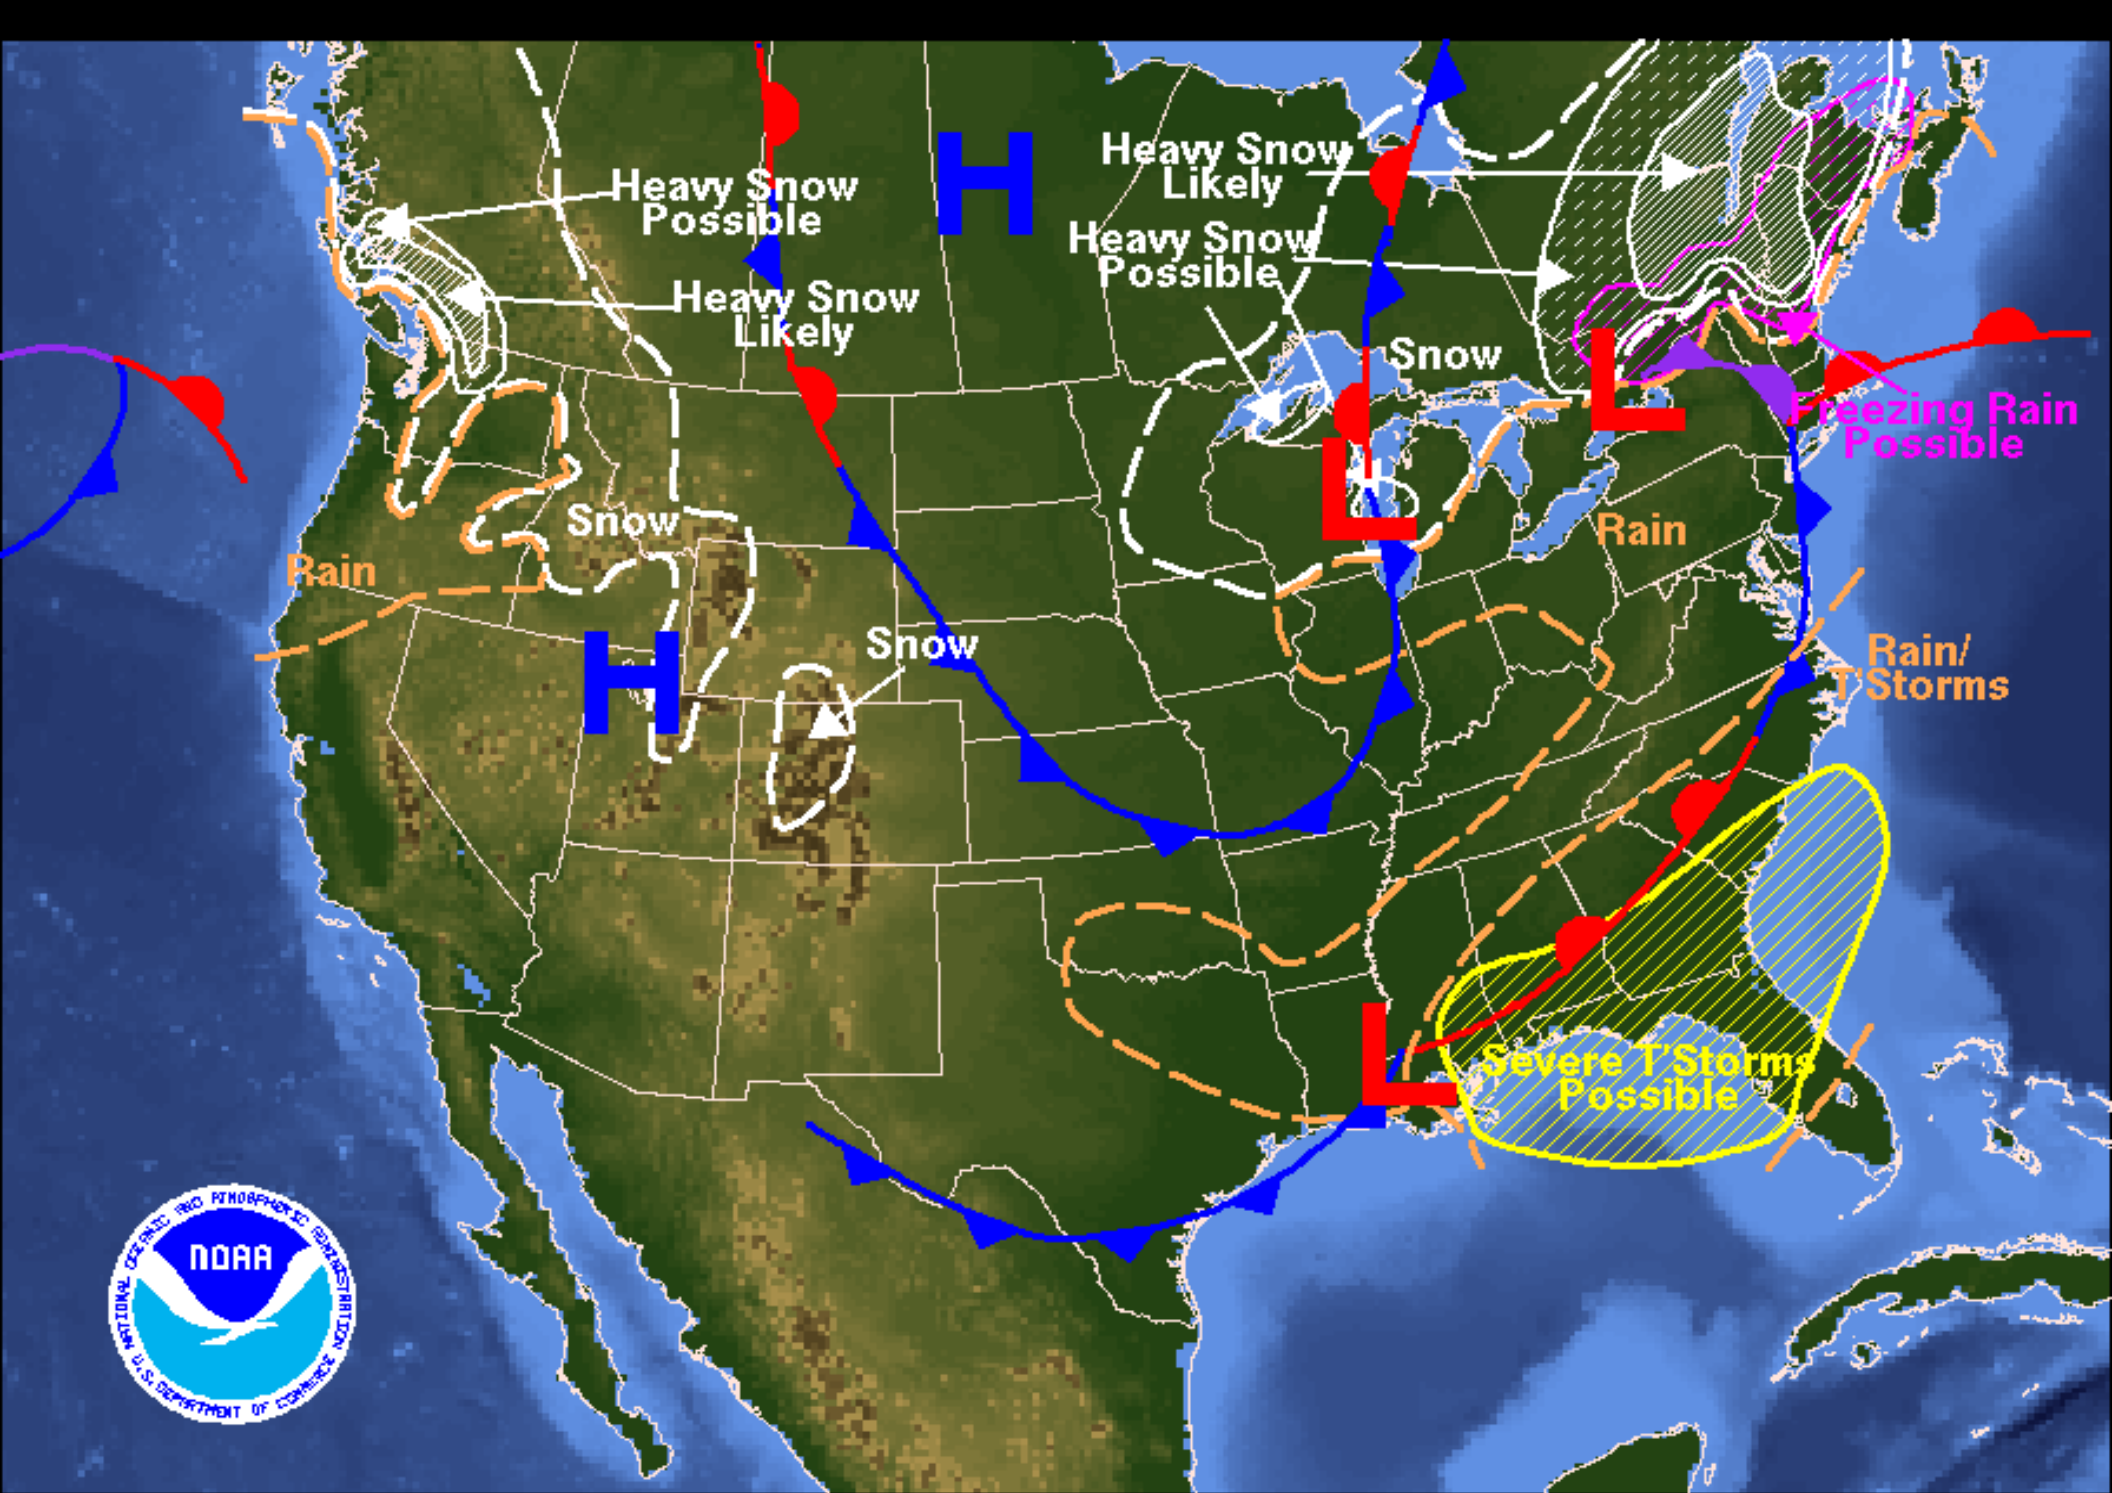 H
Heavy Snow
Likely
Heavy Snow
Possible
Heavy Snow
Possible
Heavy Snow
Likely
Snow
L
Freezing Rain
Possible
L
Snow
Rain
Rain
H
Snow
Rain/
T'Storms
L
Severe T'Storms
Possible
NATIONAL OCEANIC AND ATMOSPHERIC ADMINISTRATION
NOAA
U.S. DEPARTMENT OF COMMERCE